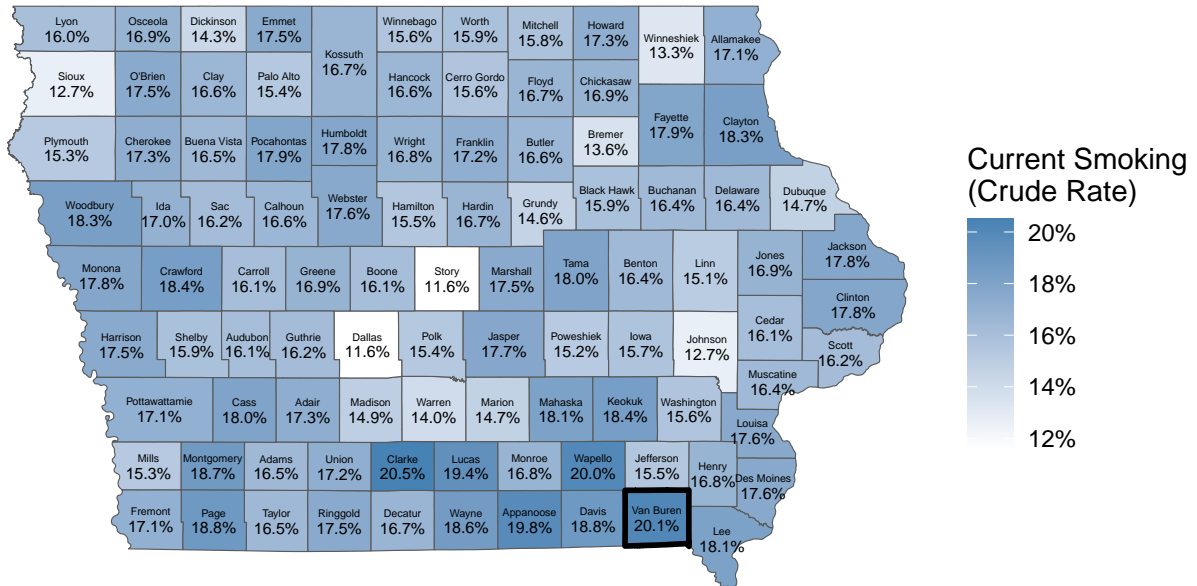 Lyon
16.0%
Osceola
16.9%
Dickinson
14.3%
Emmet
17.5%
Kossuth
16.7%
Winnebago
15.6%
Worth
15.9%
Mitchell
15.8%
Howard
17.3%
Winneshiek
13.3%
Allamakee
17.1%
Sioux
12.7%
O'Brien
17.5%
Clay
16.6%
Palo Alto
15.4%
Hancock
16.6%
Cerro Gordo
15.6%
Floyd
16.7%
Chickasaw
16.9%
Fayette
17.9%
Clayton
18.3%
Plymouth
15.3%
Cherokee
17.3%
Buena Vista
16.5%
Pocahontas
17.9%
Humboldt
17.8%
Wright
16.8%
Franklin
17.2%
Butler
16.6%
Bremer
13.6%
Woodbury
18.3%
Ida
17.0%
Sac
16.2%
Calhoun
16.6%
Webster
17.6%
Hamilton
15.5%
Hardin
16.7%
Grundy
14.6%
Black Hawk
15.9%
Buchanan
16.4%
Delaware
16.4%
Dubuque
14.7%
Monona
17.8%
Crawford
18.4%
Carroll
16.1%
Greene
16.9%
Boone
16.1%
Story
11.6%
Marshall
17.5%
Tama
18.0%
Benton
16.4%
Linn
15.1%
Jones
16.9%
Jackson
17.8%
Clinton
17.8%
Harrison
17.5%
Shelby
15.9%
Audubon
16.1%
Guthrie
16.2%
Dallas
11.6%
Polk
15.4%
Jasper
17.7%
Poweshiek
15.2%
Iowa
15.7%
Johnson
12.7%
Cedar
16.1%
Scott
16.2%
Muscatine
16.4%
Pottawattamie
17.1%
Cass
18.0%
Adair
17.3%
Madison
14.9%
Warren
14.0%
Marion
14.7%
Mahaska
18.1%
Keokuk
18.4%
Washington
15.6%
Louisa
17.6%
Mills
15.3%
Montgomery
18.7%
Adams
16.5%
Union
17.2%
Clarke
20.5%
Lucas
19.4%
Monroe
16.8%
Wapello
20.0%
Jefferson
15.5%
Henry
16.8%
Des Moines
17.6%
Fremont
17.1%
Page
18.8%
Taylor
16.5%
Ringgold
17.5%
Decatur
16.7%
Wayne
18.6%
Appanoose
19.8%
Davis
18.8%
Van Buren
20.1%
Lee
18.1%
Current Smoking
(Crude Rate)
20%
18%
16%
14%
12%